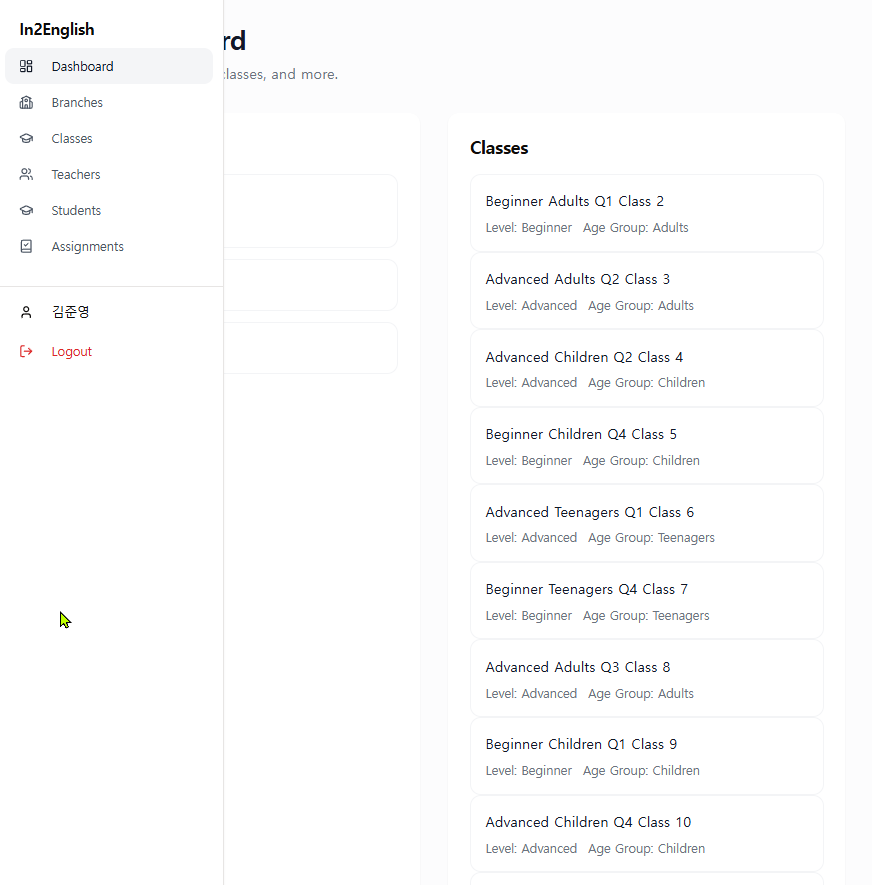 In2English
Dashboard
Branches
Classes
Teachers
Students
Assignments
김준영
Logout
rd
classes, and more.
Classes
Beginner Adults Q1 Class 2
Level: Beginner Age Group: Adults
Advanced Adults Q2 Class 3
Level: Advanced Age Group: Adults
Advanced Children Q2 Class 4
Level: Advanced Age Group: Children
Beginner Children Q4 Class 5
Level: Beginner Age Group: Children
Advanced Teenagers Q1 Class 6
Level: Advanced Age Group: Teenagers
Beginner Teenagers Q4 Class 7
Level: Beginner Age Group: Teenagers
Advanced Adults Q3 Class 8
Level: Advanced Age Group: Adults
Beginner Children Q1 Class 9
Level: Beginner Age Group: Children
Advanced Children Q4 Class 10
Level: Advanced Age Group: Children